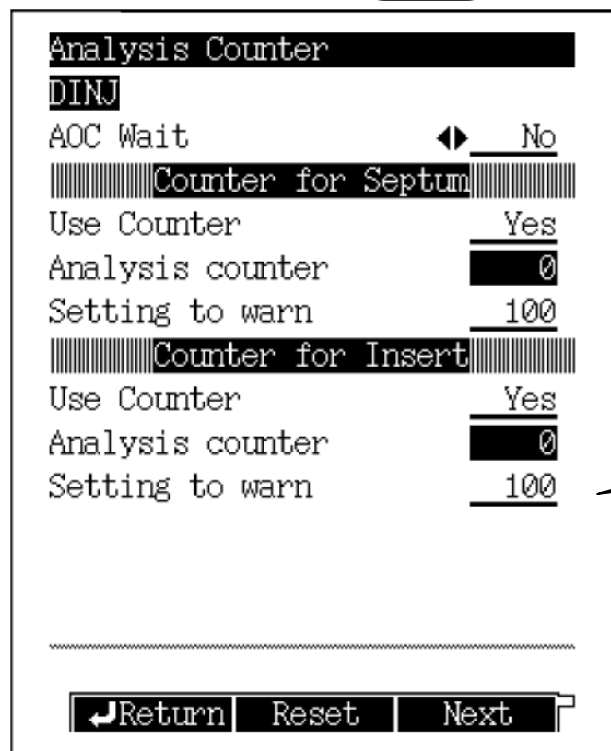 Analysis Counter
DINJ
AOC Wait No
Counter for Septum
Use Counter Yes
Analysis counter 0
Setting to warn 100
Counter for Insert
Use Counter Yes
Analysis counter 0
Setting to warn 100
Return Reset Next